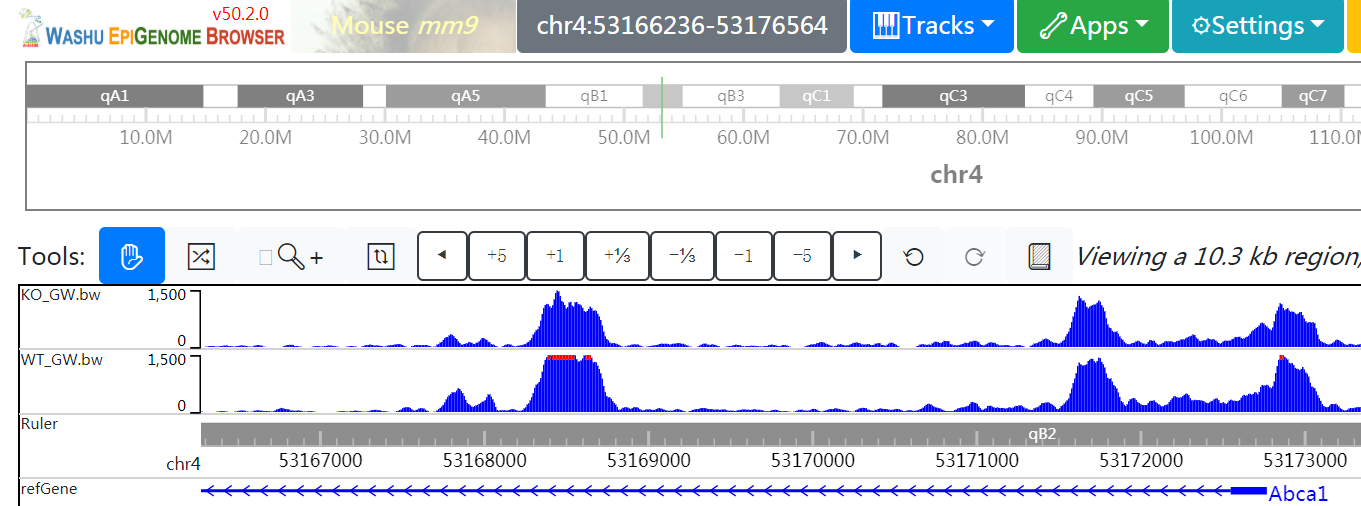 v50.2.0
WASHU EPIGENOME BROWSER
Mouse mm9
chr4:53166236-53176564
Tracks
Apps
Settings
qA1 qA3 qA5 qB1 qB3 qC1 qC3 qC4 qC5 qC6 qC7
10.0M 20.0M 30.0M 40.0M 50.0M 60.0M 70.0M 80.0M 90.0M 100.0M 110.0M
chr4
Tools: + +5 +1 +⅓ −⅓ −1 −5 Viewing a 10.3 kb region,
KO_GW.bw 1,500
0
WT_GW.bw 1,500
0
Ruler
qB2
chr4 53167000 53168000 53169000 53170000 53171000 53172000 53173000
refGene
Abca1